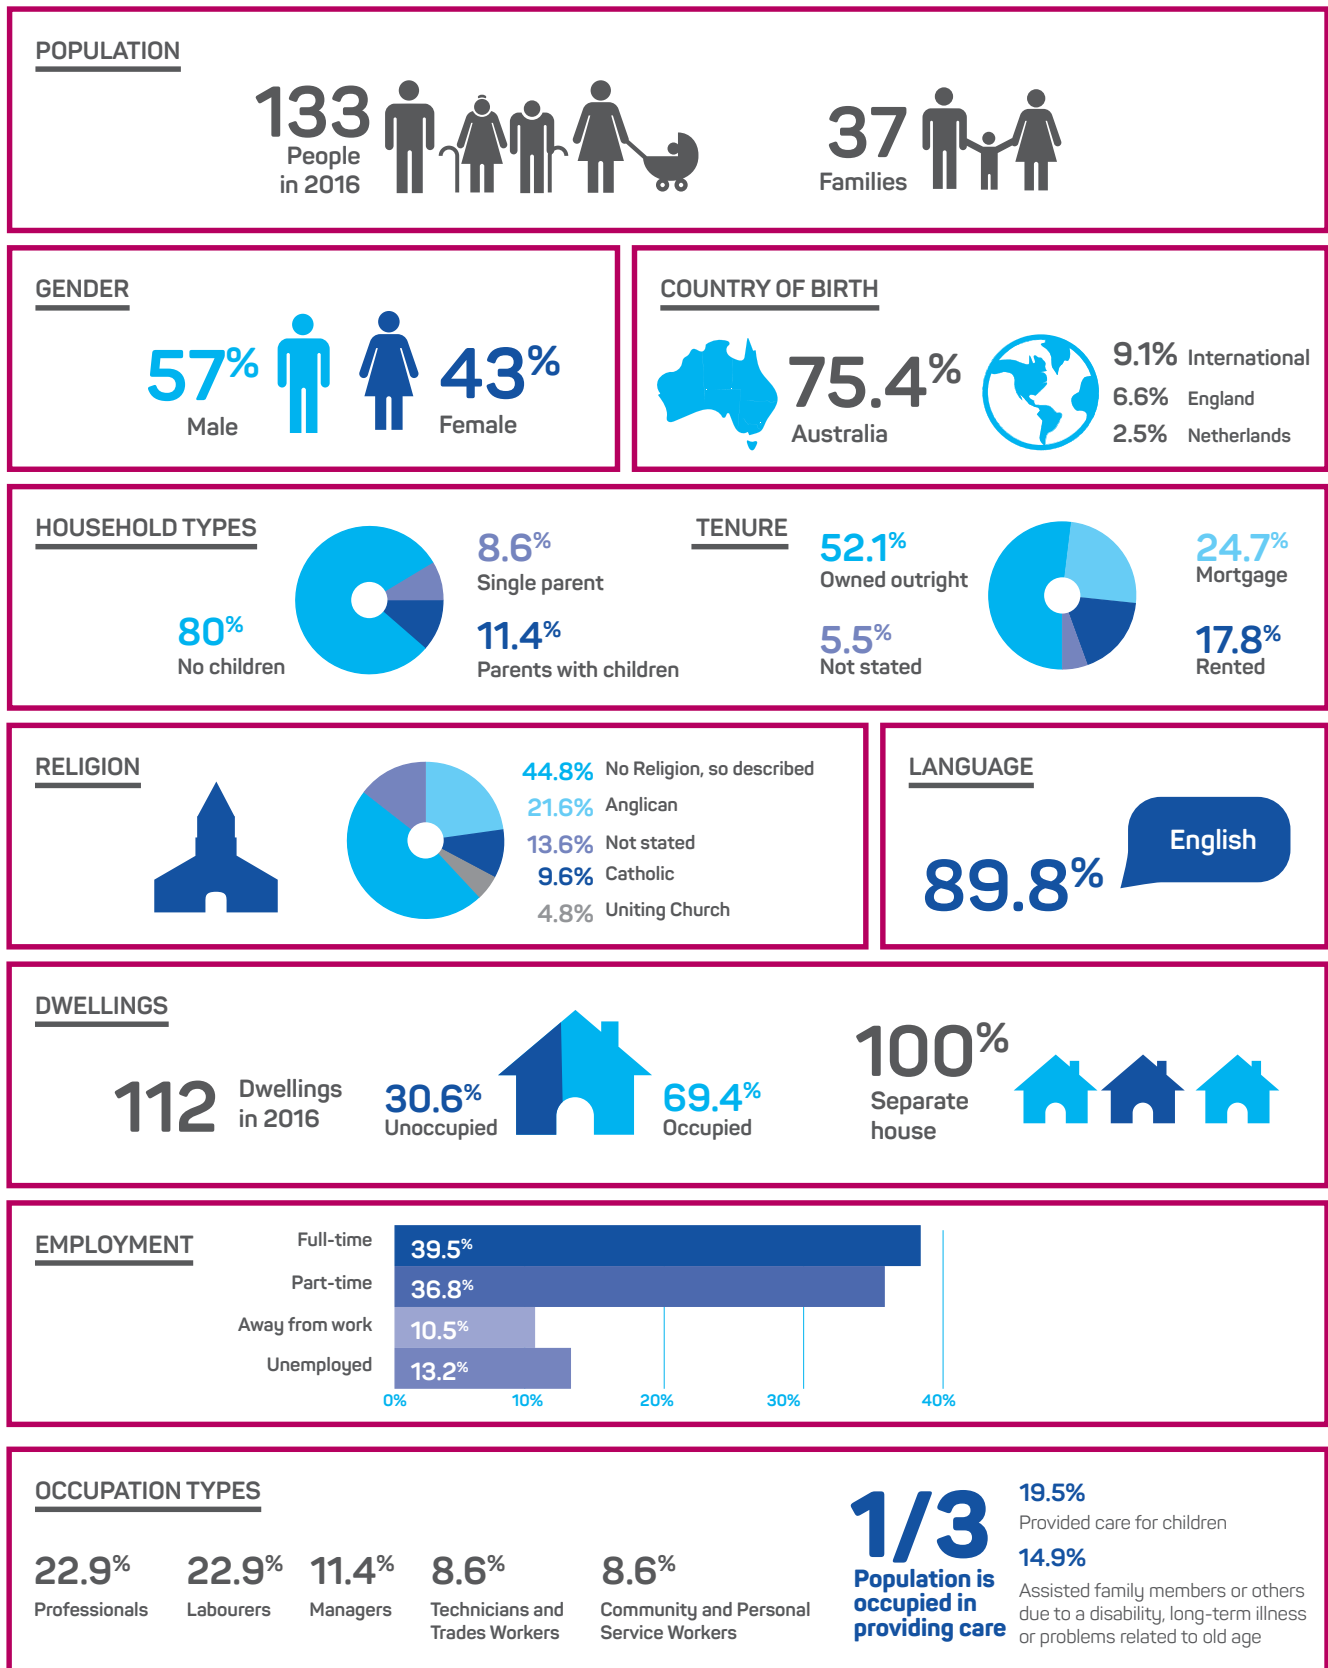 POPULATION
133
People
in 2016
37
Families
GENDER
57%
Male
43%
Female
COUNTRY OF BIRTH
75.4%
Australia
9.1% International
6.6% England
2.5% Netherlands
HOUSEHOLD TYPES
80%
No children
8.6%
Single parent
11.4%
Parents with children
TENURE
52.1%
Owned outright
5.5%
Not stated
24.7%
Mortgage
17.8%
Rented
RELIGION
44.8% No Religion, so described
21.6% Anglican
13.6% Not stated
9.6% Catholic
4.8% Uniting Church
LANGUAGE
89.8%
English
DWELLINGS
112
Dwellings
in 2016
30.6%
Unoccupied
69.4%
Occupied
100%
Separate
house
EMPLOYMENT
Full-time 39.5%
Part-time 36.8%
Away from work 10.5%
Unemployed 13.2%
0% 10% 20% 30% 40%
OCCUPATION TYPES
22.9%
Professionals
22.9%
Labourers
11.4%
Managers
8.6%
Technicians and
Trades Workers
8.6%
Community and Personal
Service Workers
1/3
Population is
occupied in
providing care
19.5%
Provided care for children
14.9%
Assisted family members or others
due to a disability, long-term illness
or problems related to old age